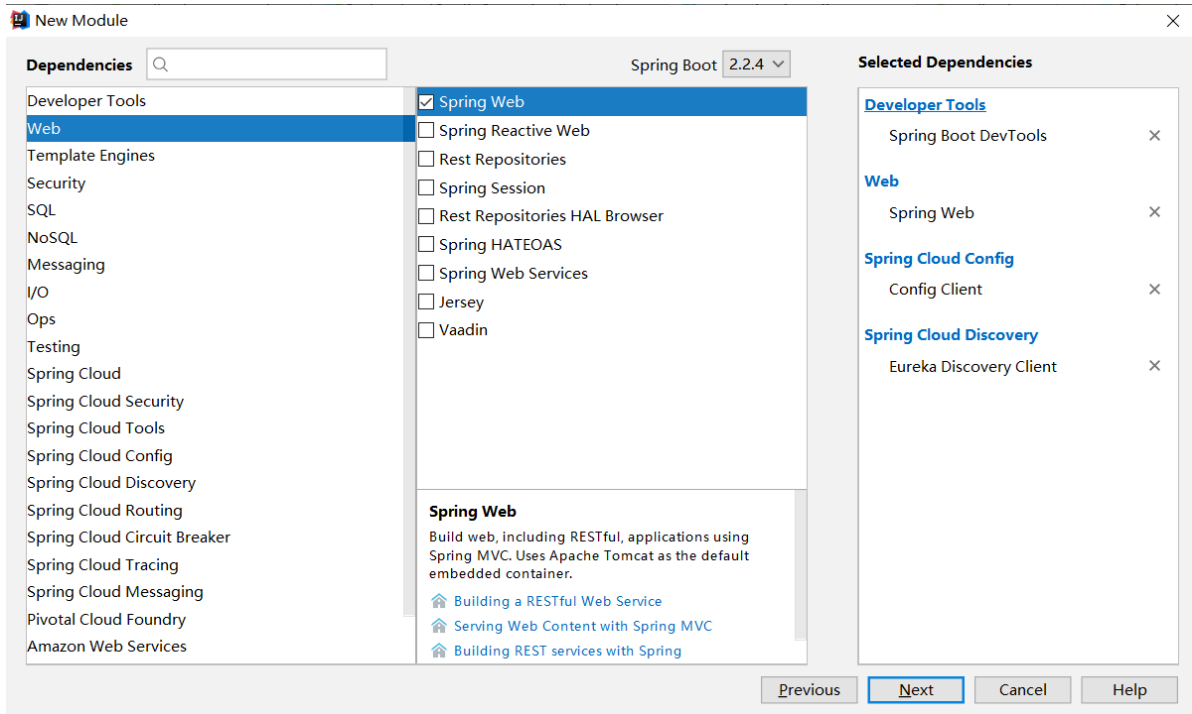 New Module
Dependencies
Spring Boot 2.2.4
Selected Dependencies
Developer Tools
Web
Template Engines
Security
SQL
NoSQL
Messaging
I/O
Ops
Testing
Spring Cloud
Spring Cloud Security
Spring Cloud Tools
Spring Cloud Config
Spring Cloud Discovery
Spring Cloud Routing
Spring Cloud Circuit Breaker
Spring Cloud Tracing
Spring Cloud Messaging
Pivotal Cloud Foundry
Amazon Web Services
Spring Web
Spring Reactive Web
Rest Repositories
Spring Session
Rest Repositories HAL Browser
Spring HATEOAS
Spring Web Services
Jersey
Vaadin
Spring Web
Build web, including RESTful, applications using
Spring MVC. Uses Apache Tomcat as the default
embedded container.
Building a RESTful Web Service
Serving Web Content with Spring MVC
Building REST services with Spring
Developer Tools
Spring Boot DevTools
Web
Spring Web
Spring Cloud Config
Config Client
Spring Cloud Discovery
Eureka Discovery Client
Previous
Next
Cancel
Help